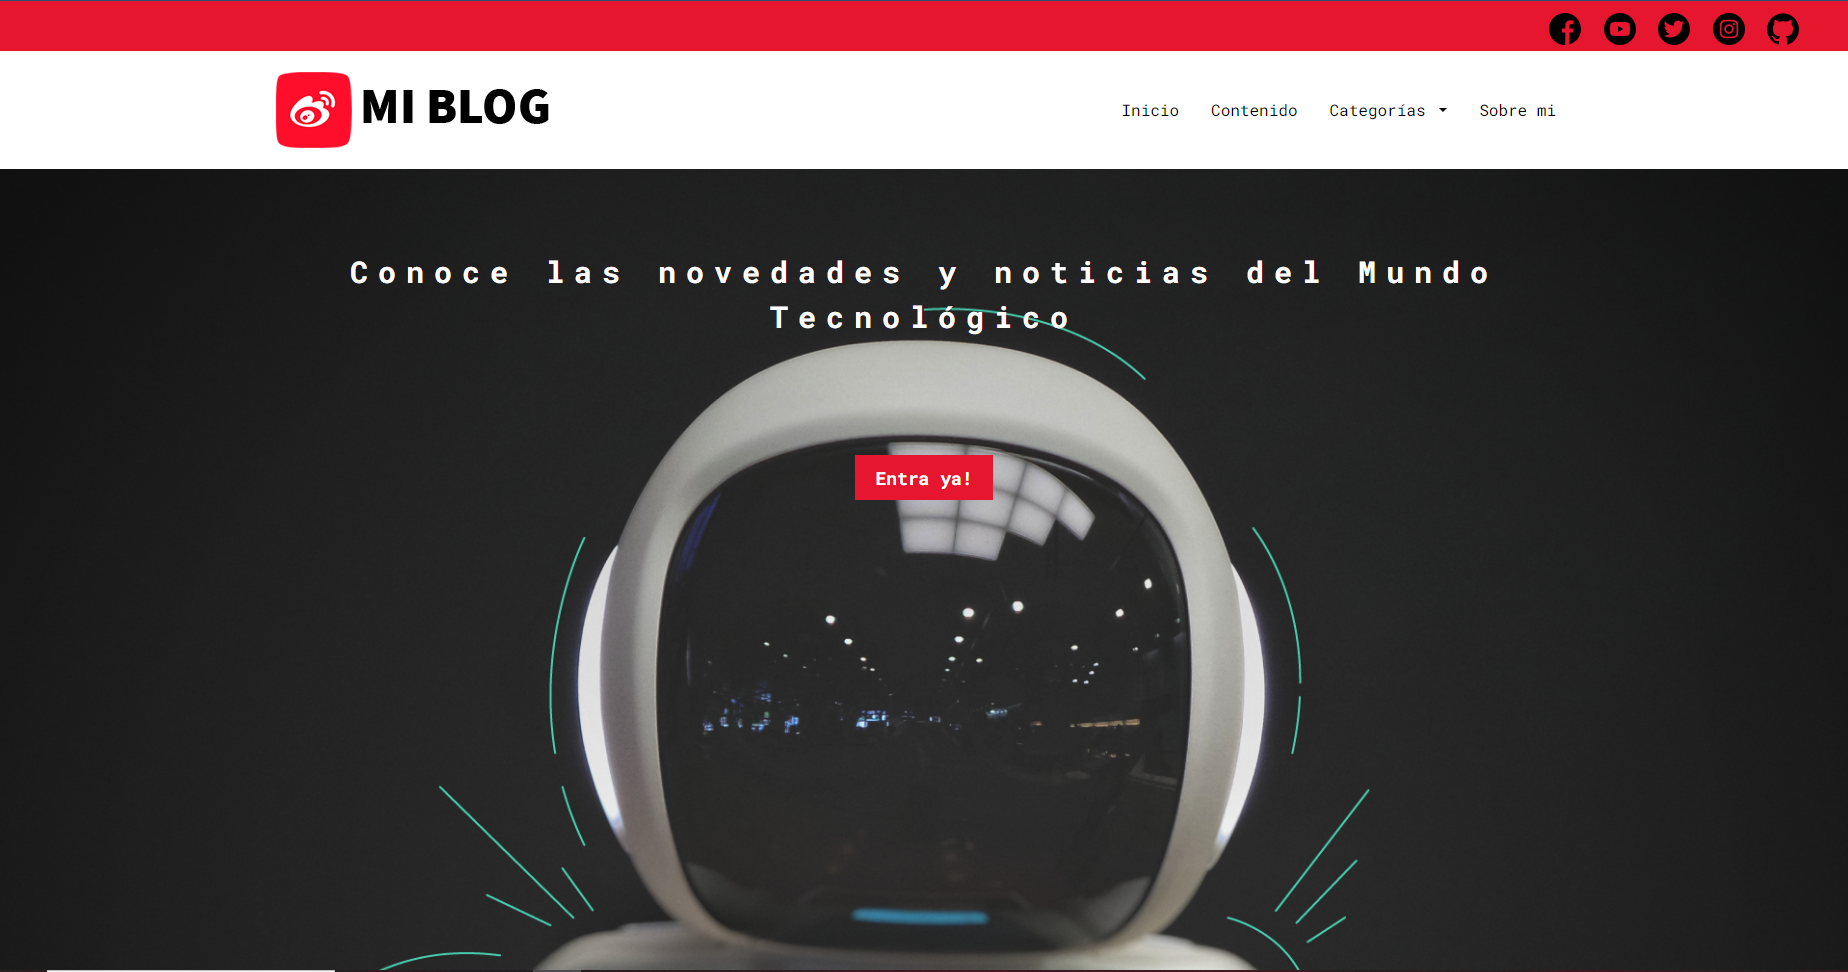 MI BLOG
Inicio Contenido Categorías Sobre mi
Conoce las novedades y noticias del Mundo
Tecnológico
Entra ya!